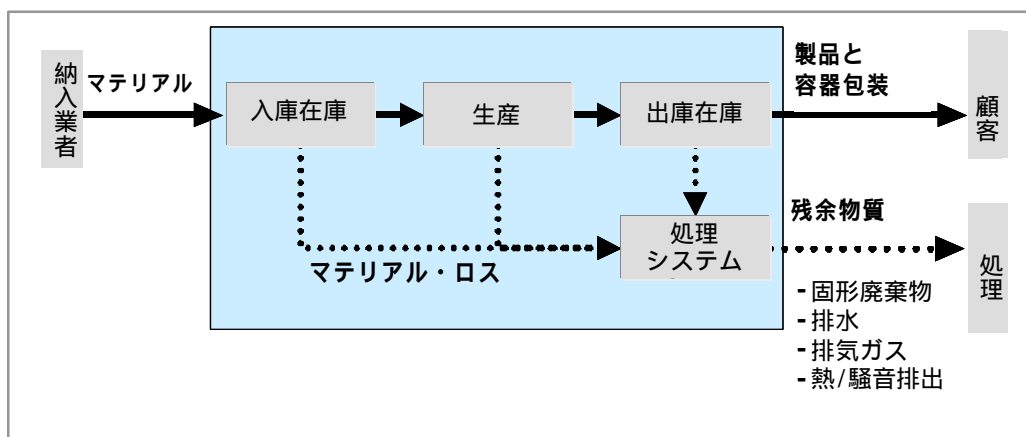 納入業者
マテリアル
入庫在庫
生産
出庫在庫
製品と
容器包装
顧客
処理
システム
マテリアル・ロス
残余物質
処理
-固形廃棄物
-排水
-排気ガス
-熱/騒音排出